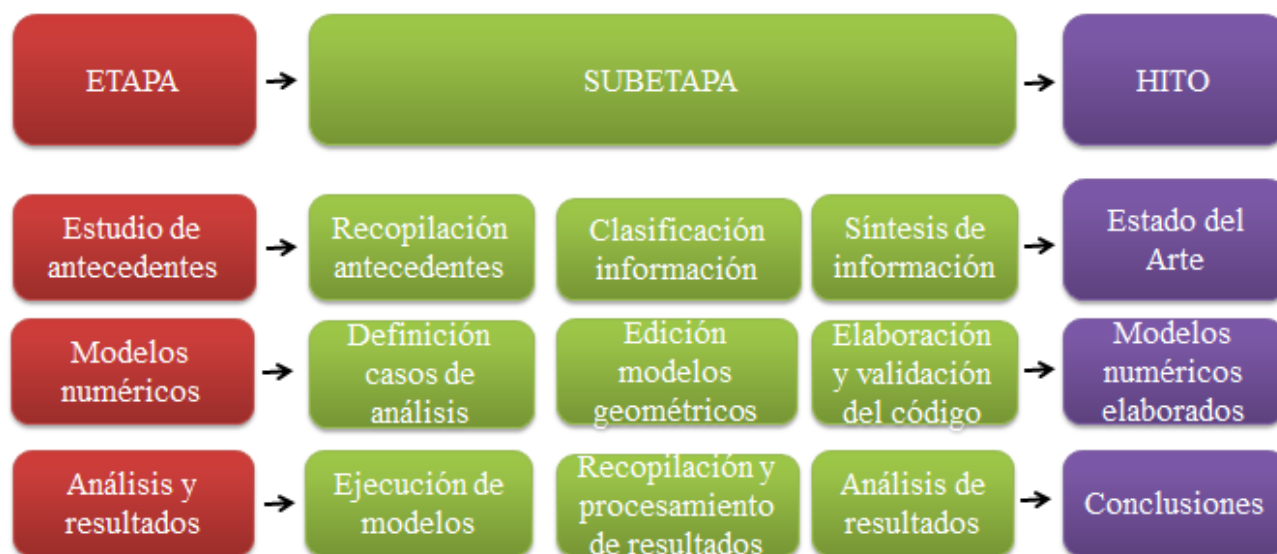 ETAPA
SUBETAPA
HITO
Estudio de
antecedentes
Recopilación
antecedentes
Clasificación
información
Síntesis de
información
Estado del
Arte
Modelos
numéricos
Definición
casos de
análisis
Edición
modelos
geométricos
Elaboración
y validación
del código
Modelos
numéricos
elaborados
Análisis y
resultados
Ejecución de
modelos
Recopilación y
procesamiento
de resultados
Análisis de
resultados
Conclusiones